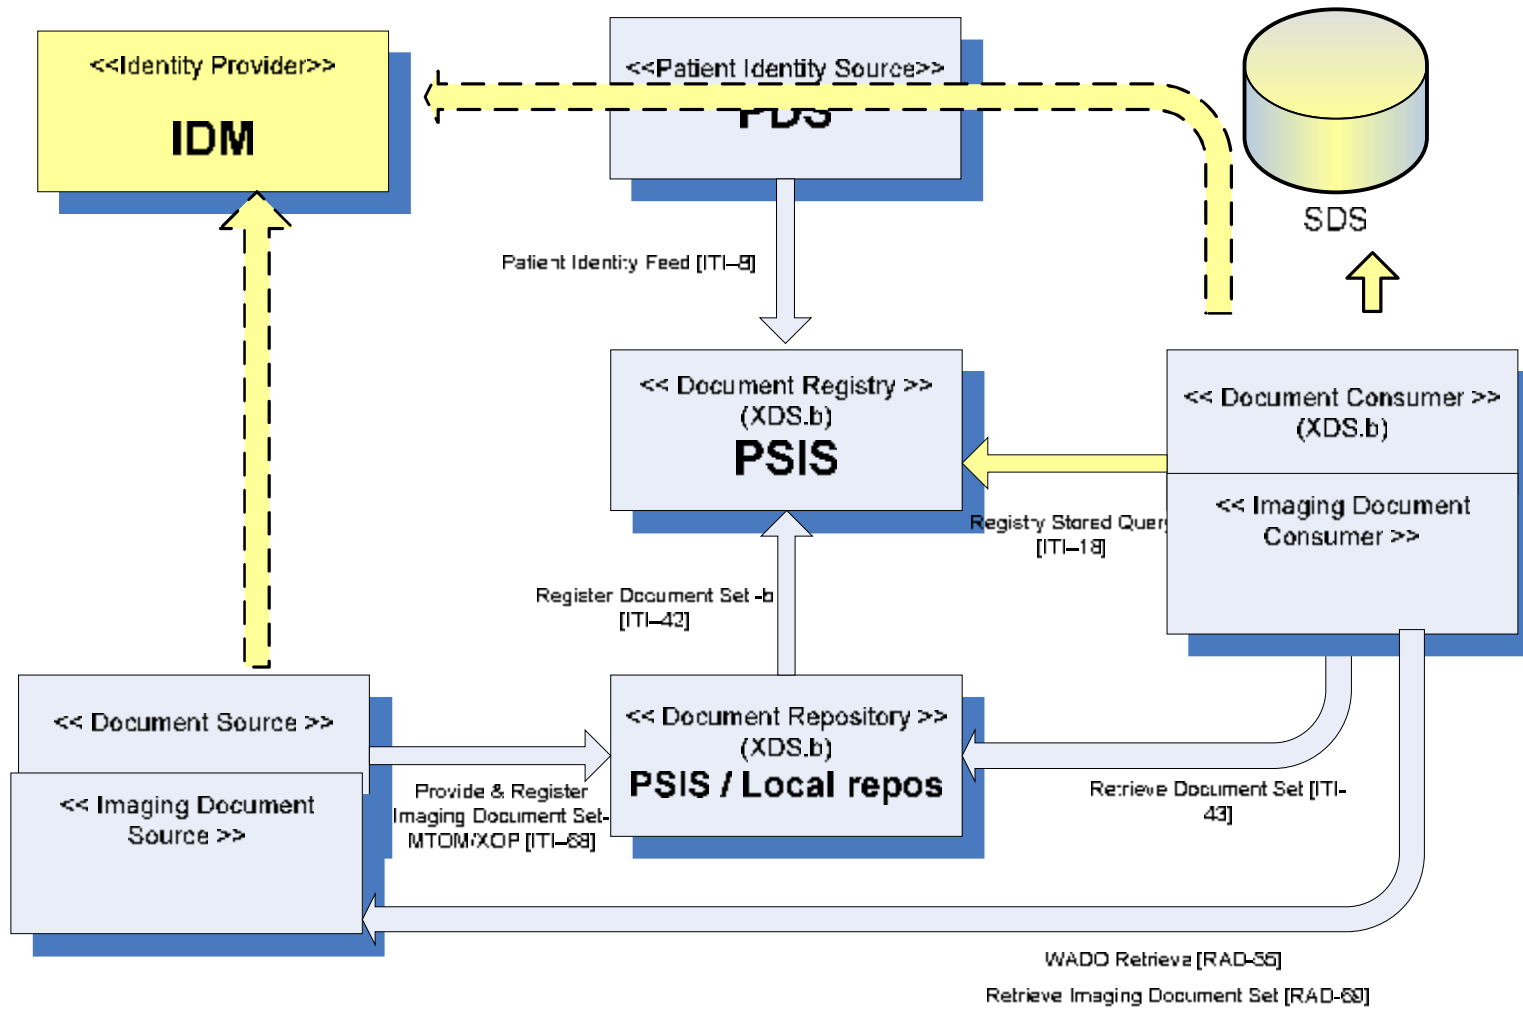 <<Identity Provider>>
IDM
<<Patient Identity Source>>
PDS
SDS
Patient Identity Feed [ITI-8]
<< Document Registry >>
(XDS.b)
PSIS
<< Document Consumer >>
(XDS.b)
<< Imaging Document
Consumer >>
Registry Stored Query
[ITI-18]
Register Document Set -b
[ITI-42]
<< Document Source >>
<< Imaging Document
Source >>
Provide & Register
Imaging Document Set-
MTOM/XOP [ITI-68]
<< Document Repository >>
(XDS.b)
PSIS / Local repos
Retrieve Document Set [ITI-
43]
WADO Retrieve [RAD-55]
Retrieve Imaging Document Set [RAD-69]